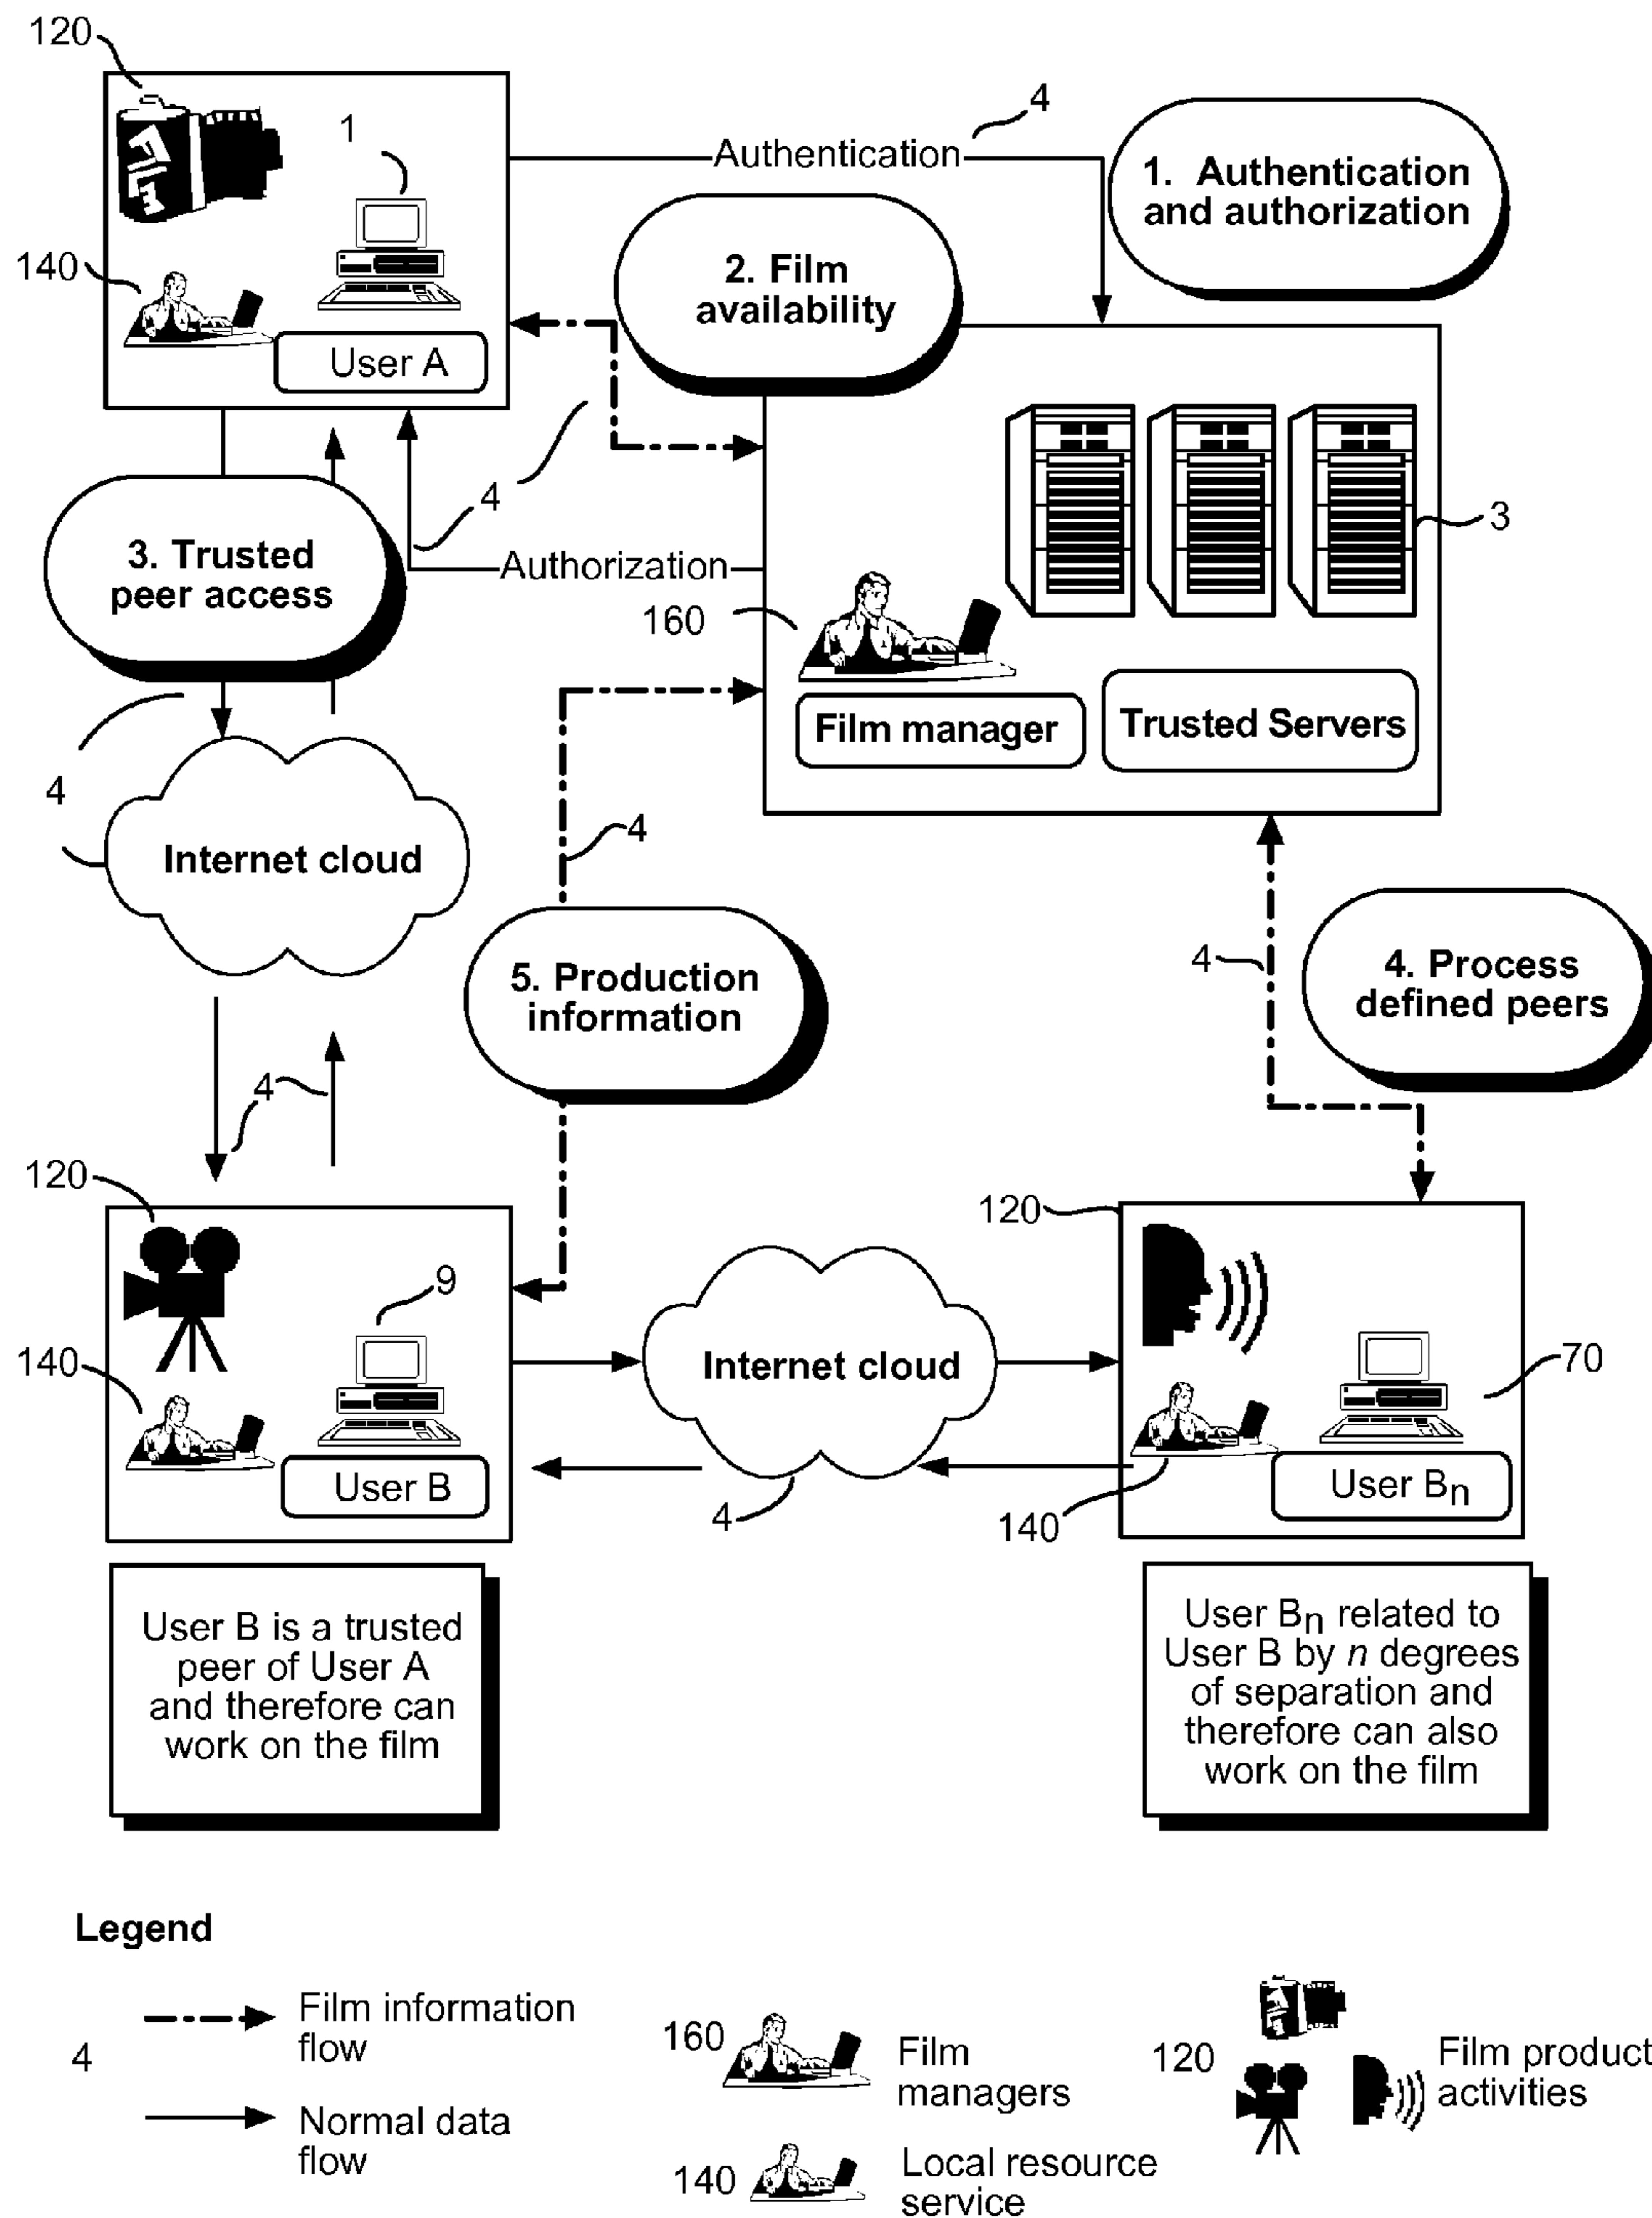 120
1
4
Authentication
1. Authentication
and authorization
140
2. Film
availability
User A
4
3
3. Trusted
peer access
Authorization
160
Film manager
Trusted Servers
4
4
Internet cloud
5. Production
information
4
4. Process
defined peers
4
120
120
9
140
Internet cloud
70
User B
User Bn
4
140
User B is a trusted
peer of User A
and therefore can
work on the film
User Bn related to
User B by n degrees
of separation and
therefore can also
work on the film
Legend
4
Film information
flow
Normal data
flow
160
Film
managers
140
Local resource
service
120
Film product
activities